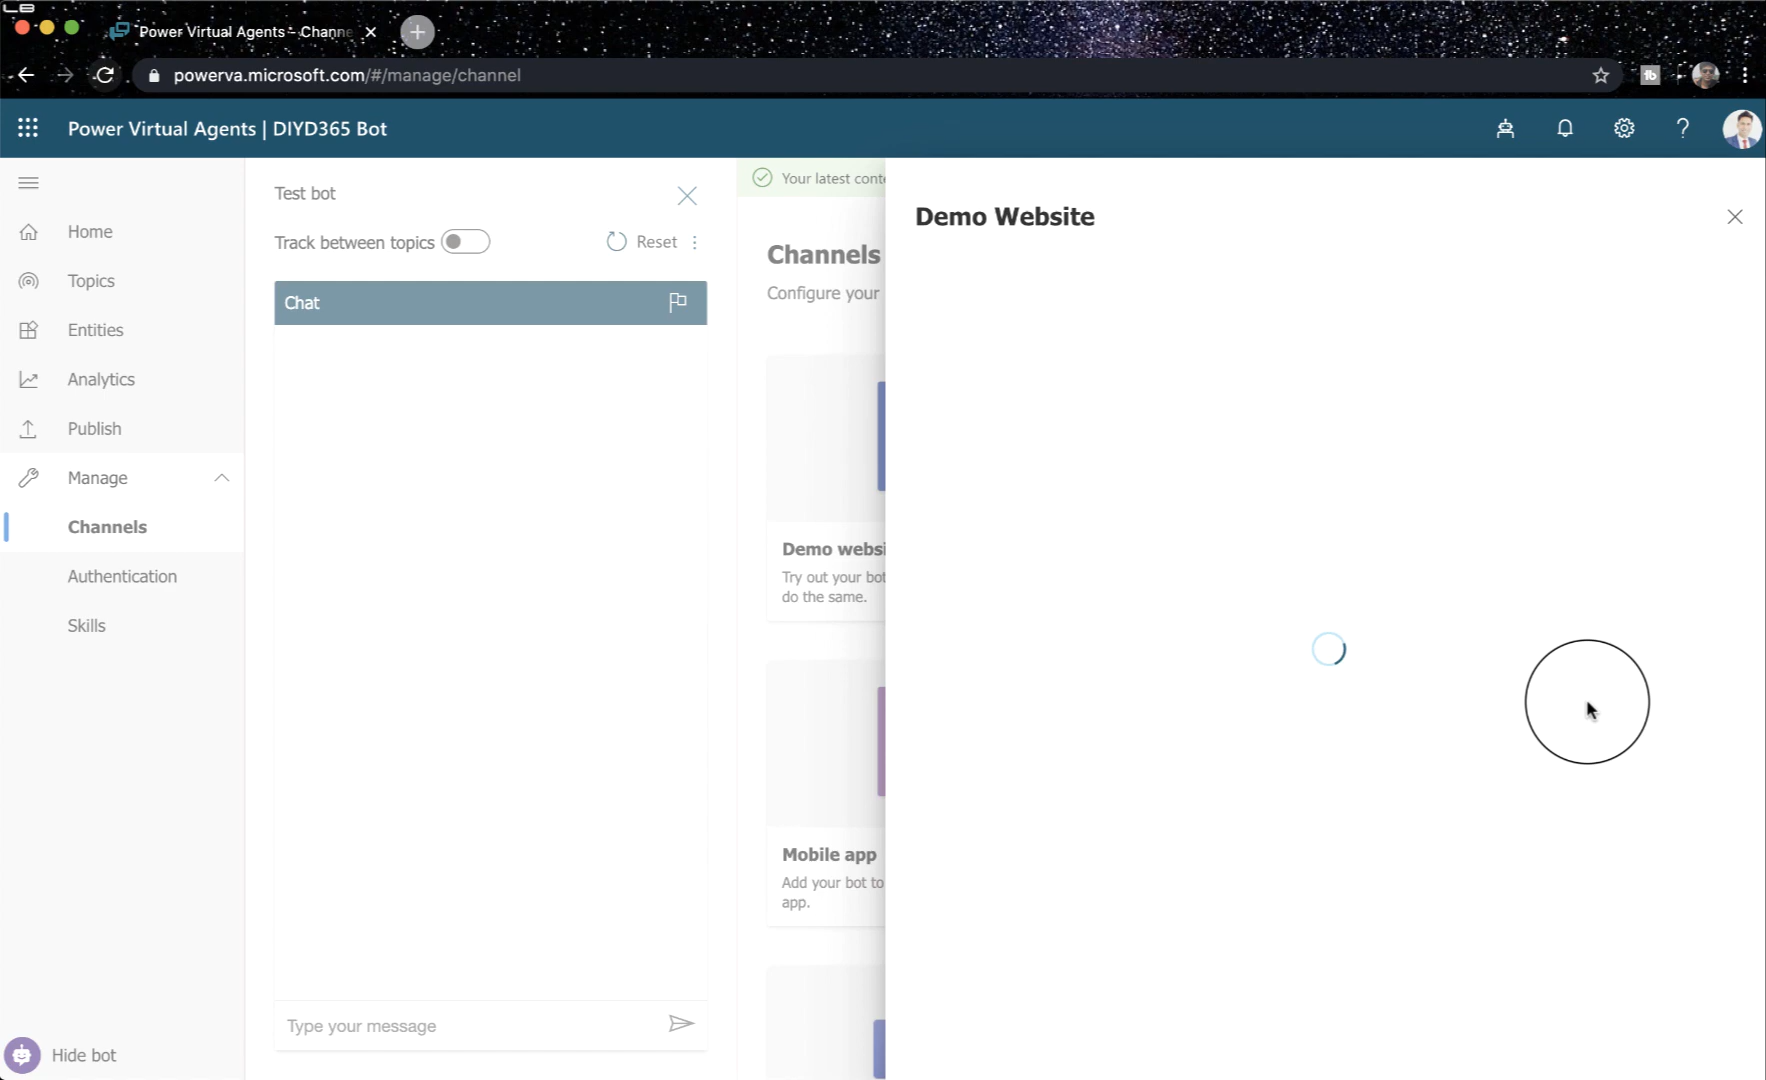 Power Virtual Agents - Channe
powerva.microsoft.com/#/manage/channel
Power Virtual Agents | DIYD365 Bot
Home
Topics
Entities
Analytics
Publish
Manage
Channels
Authentication
Skills
Hide bot
Test bot
Track between topics
Reset
Chat
Type your message
Your latest conte
Channels
Configure your
Demo websi
Try out your bot
do the same.
Mobile app
Add your bot to
app.
Demo Website